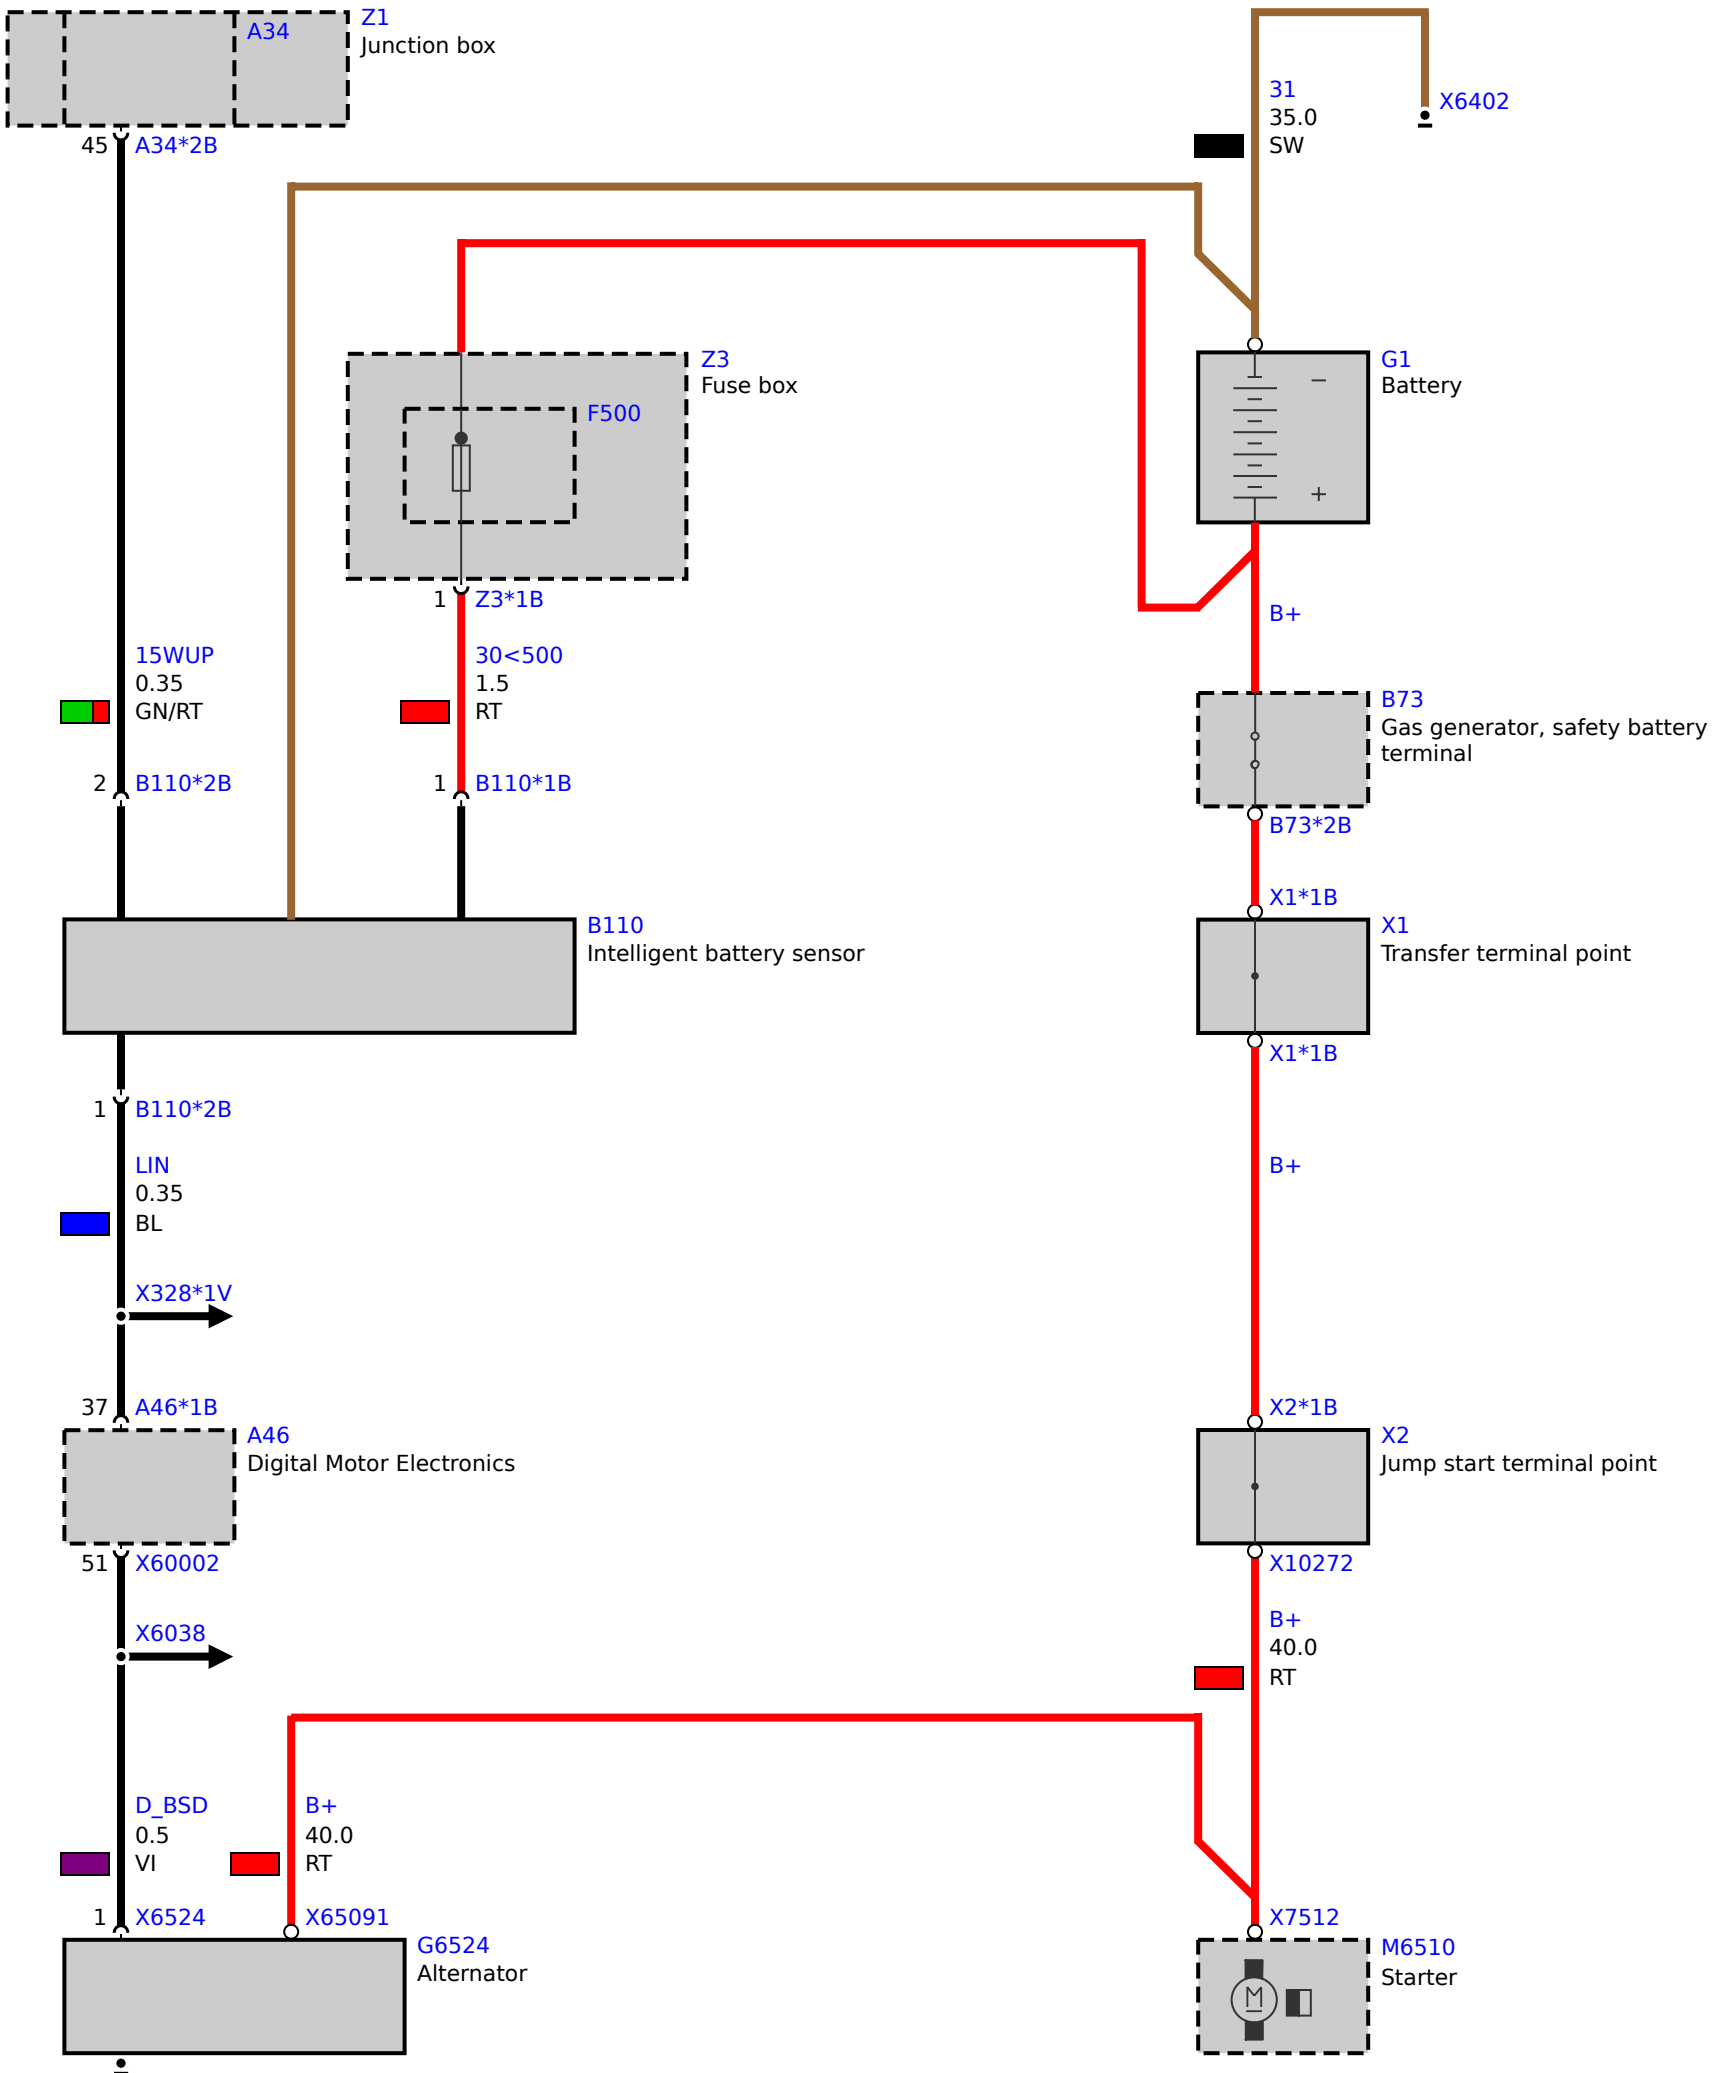 Z1
Junction box
A34
45 A34*2B
31
35.0
SW
X6402
Z3
Fuse box
F500
G1
Battery
−
+
1 Z3*1B
B+
15WUP
0.35
GN/RT
30<500
1.5
RT
B73
Gas generator, safety battery
terminal
2 B110*2B
1 B110*1B
B73*2B
X1*1B
B110
Intelligent battery sensor
X1
Transfer terminal point
X1*1B
1 B110*2B
LIN
0.35
BL
B+
X328*1V
37 A46*1B
X2*1B
A46
Digital Motor Electronics
X2
Jump start terminal point
51 X60002
X10272
X6038
B+
40.0
RT
D_BSD
0.5
VI
B+
40.0
RT
1 X6524
X65091
X7512
G6524
Alternator
M6510
Starter
M